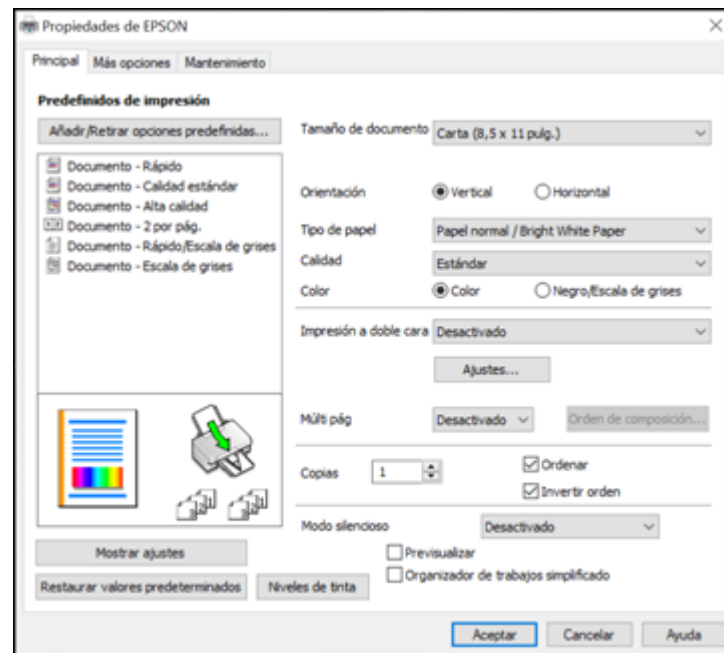 Propiedades de EPSON
Principal Más opciones Mantenimiento
Predefinidos de impresión
Añadir/Retirar opciones predefinidas...
Documento - Rápido
Documento - Calidad estándar
Documento - Alta calidad
Documento - 2 por pág.
Documento - Rápido/Escala de grises
Documento - Escala de grises
Mostrar ajustes
Restaurar valores predeterminados Niveles de tinta
Tamaño de documento Carta (8,5 x 11 pulg.)
Orientación Vertical Horizontal
Tipo de papel Papel normal / Bright White Paper
Calidad Estándar
Color Color Negro/Escala de grises
Impresión a doble cara Desactivado
Ajustes...
Múlti pág Desactivado Orden de composición...
Copias 1 Ordenar
Invertir orden
Modo silencioso Desactivado
Previsualizar
Organizador de trabajos simplificado
Aceptar Cancelar Ayuda